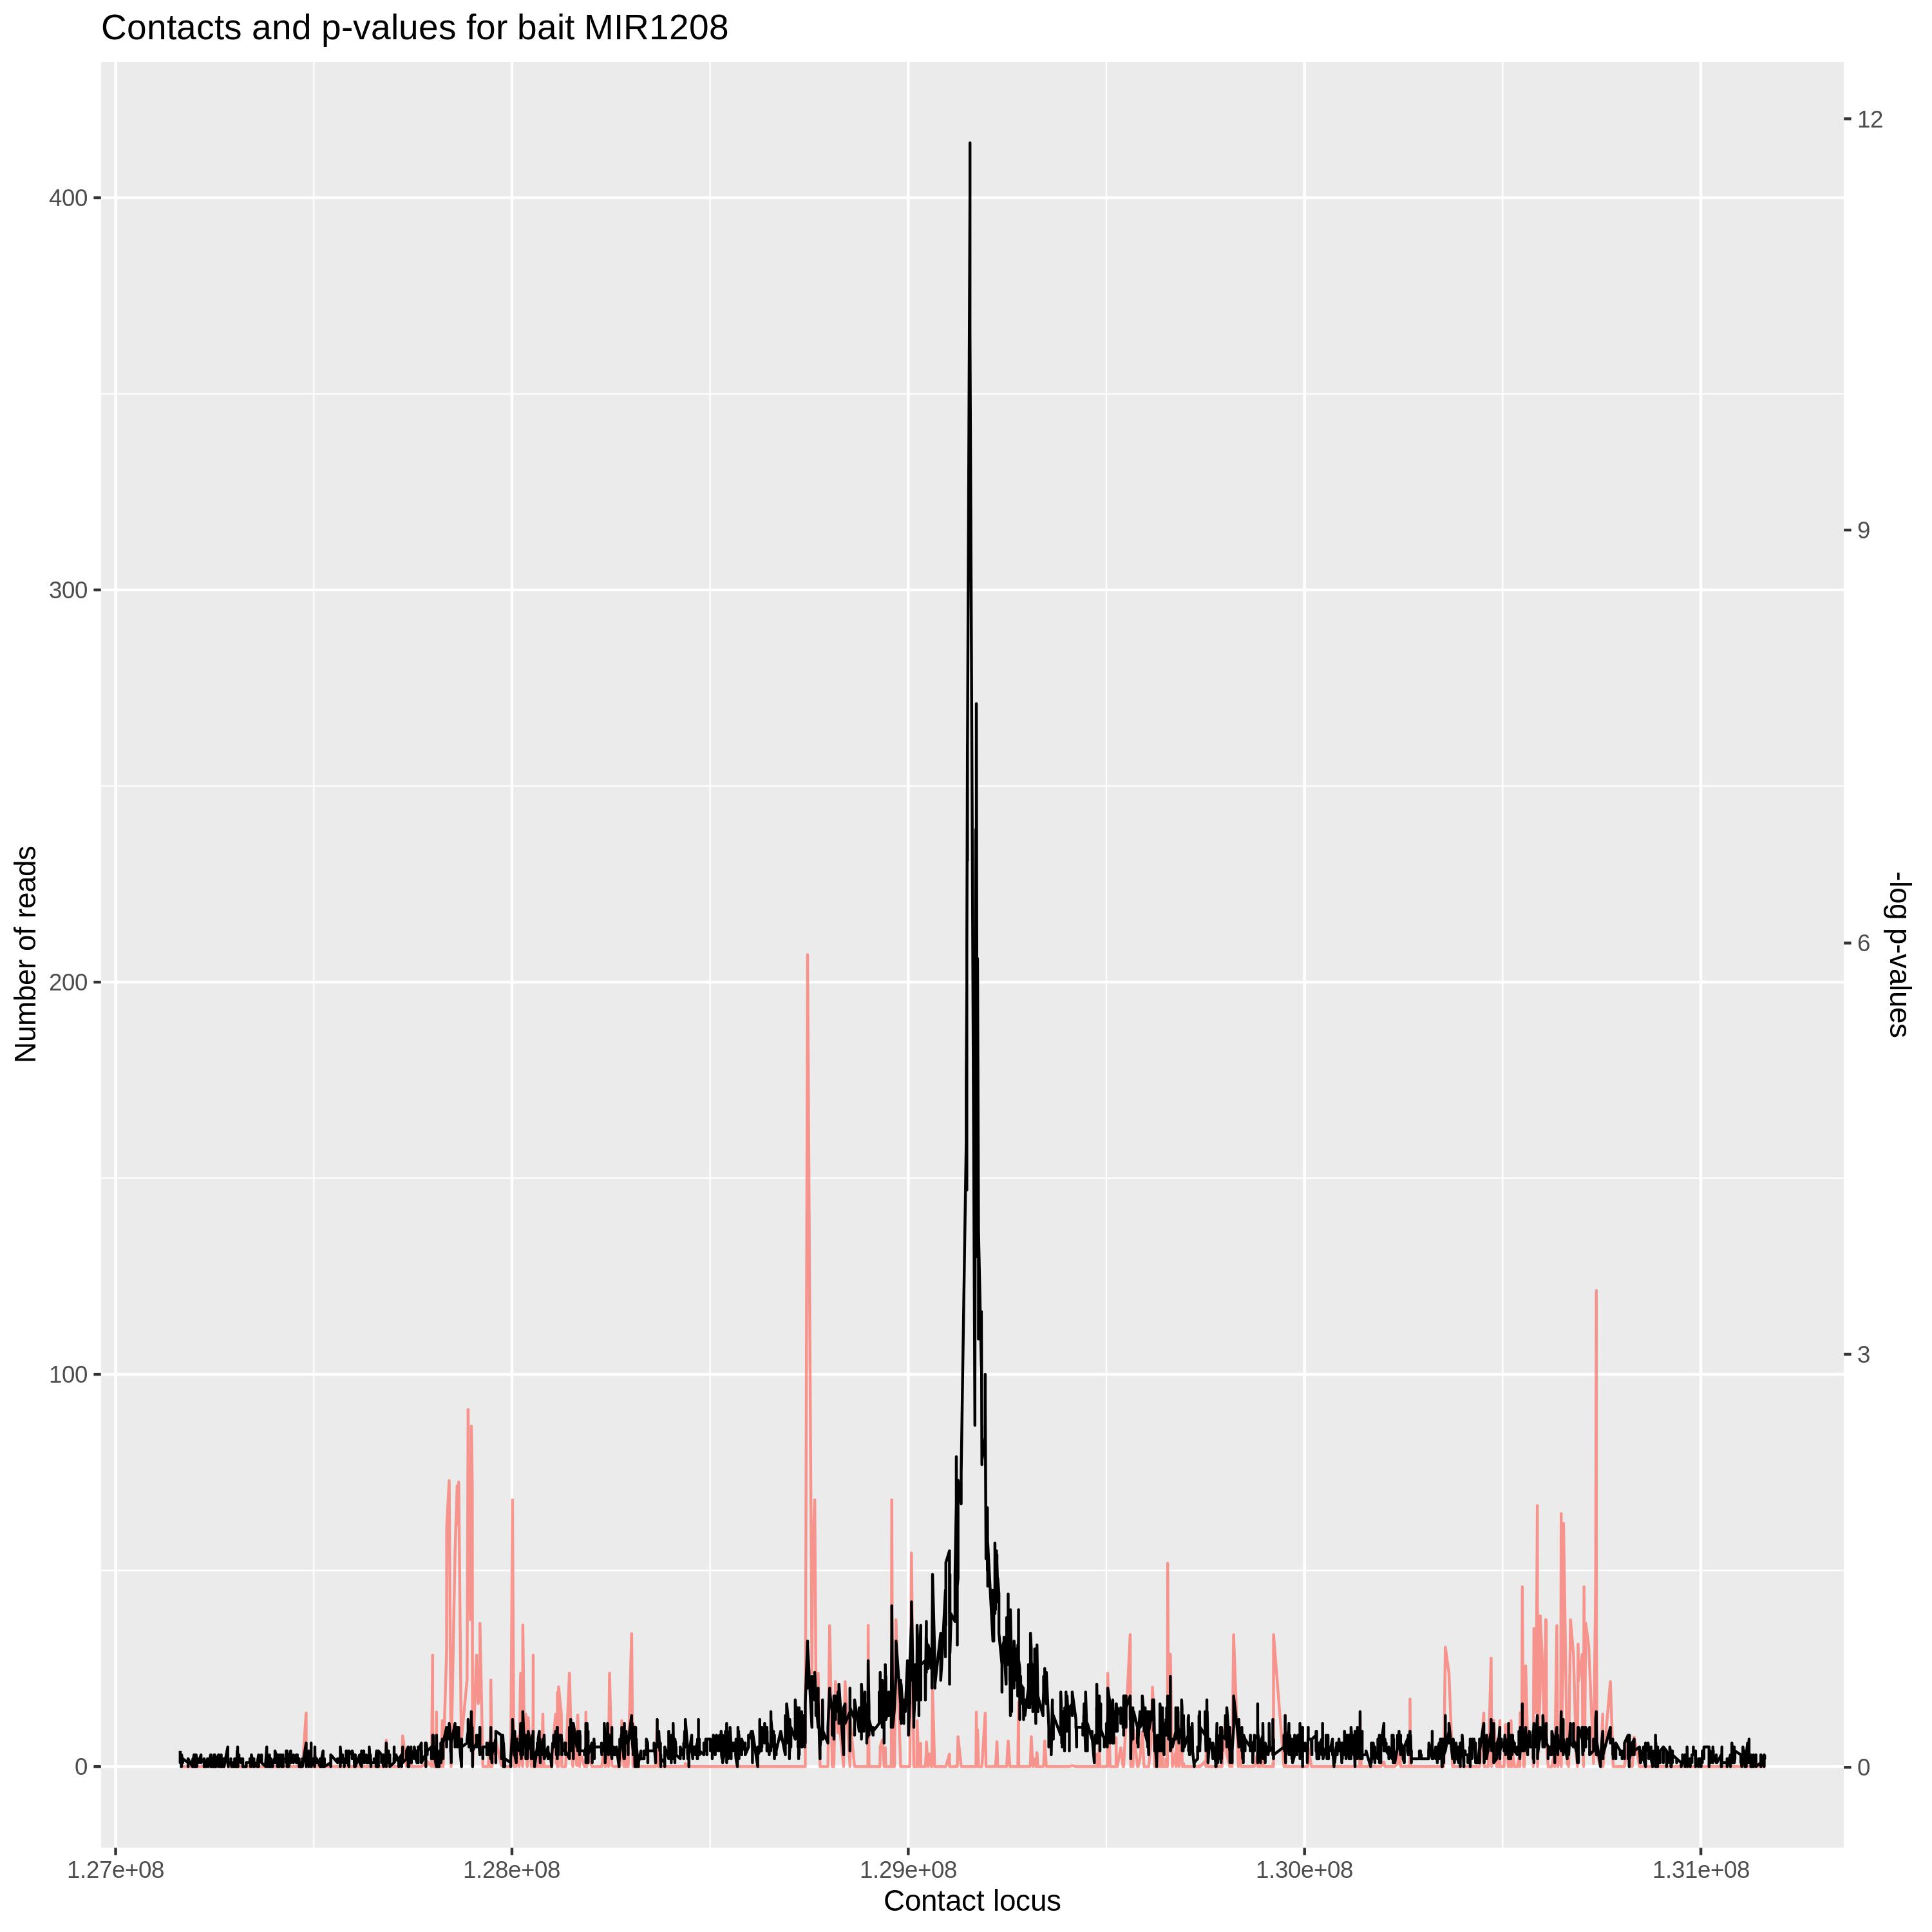 Contacts and p-values for bait MIR1208
400
300
200
100
0
Number of reads
12
9
6
3
0
-log p-values
1.27e+08
1.28e+08
1.29e+08
1.30e+08
1.31e+08
Contact locus